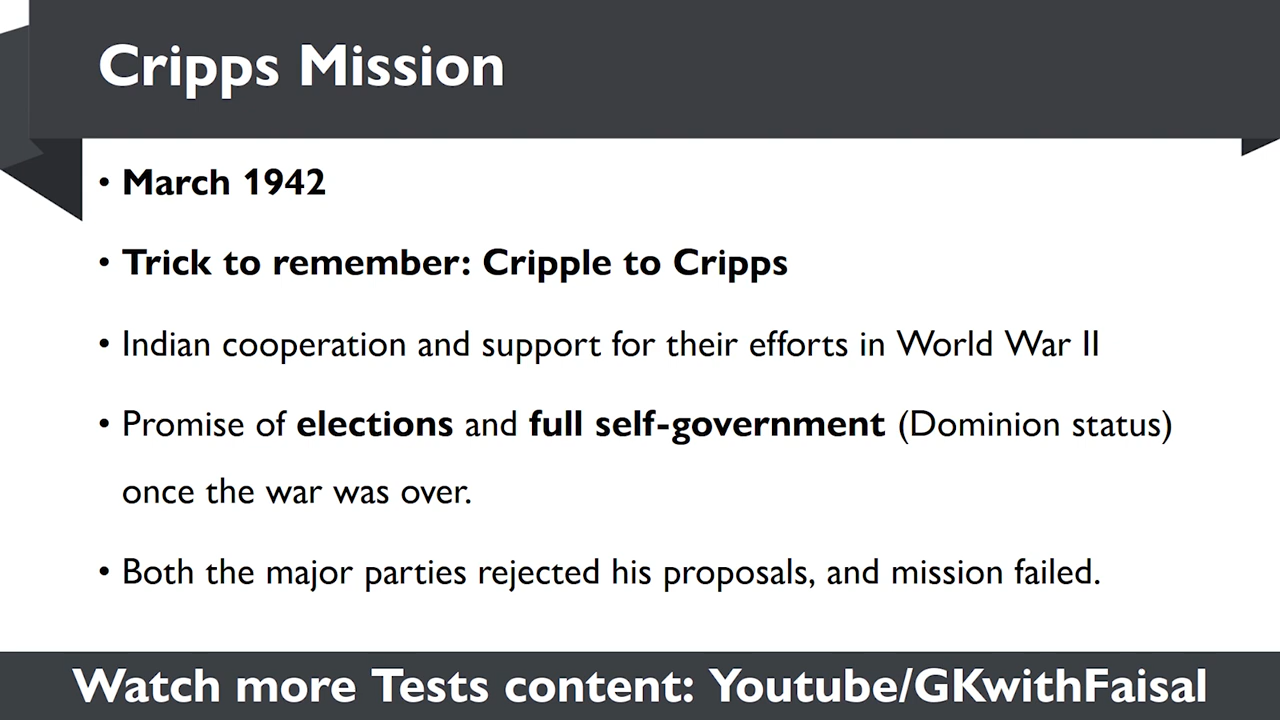 Cripps Mission
• March 1942
• Trick to remember: Cripple to Cripps
• Indian cooperation and support for their efforts in World War II
• Promise of elections and full self-government (Dominion status)
once the war was over.
• Both the major parties rejected his proposals, and mission failed.
Watch more Tests content: Youtube/GKwithFaisal